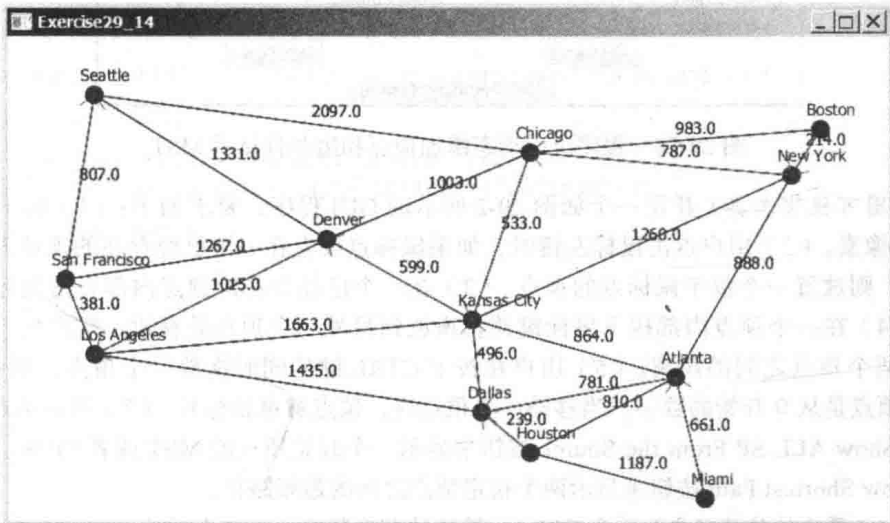 Exercise29_14
Seattle
2097.0
Boston
983.0
Chicago
214.0
787.0
New York
1331.0
807.0
1003.0
Denver
533.0
1260.0
1267.0
888.0
San Francisco
599.0
1015.0
381.0
Kansas City
1663.0
864.0
Los Angeles
496.0
Atlanta
1435.0
781.0
Dallas
810.0
239.0
Houston
661.0
1187.0
Miami